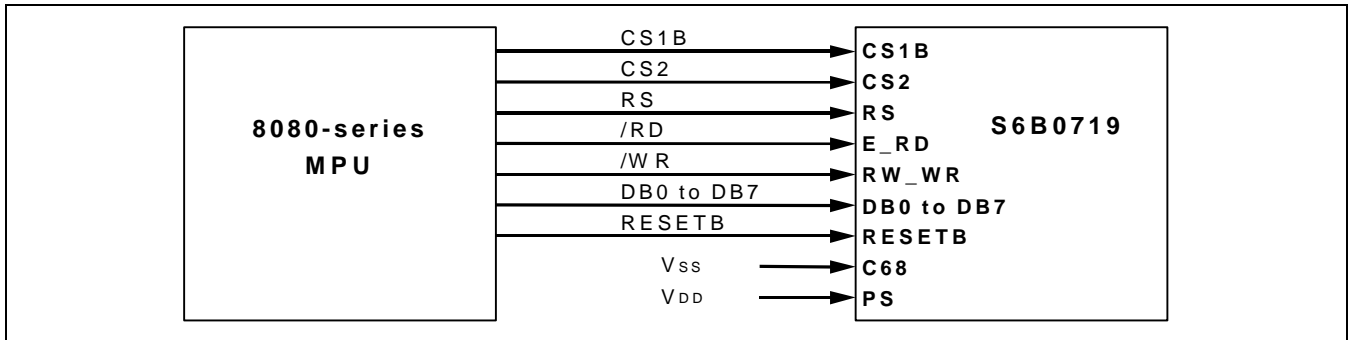 CS1B
CS1B
CS2
CS2
RS
RS
8080-series
MPU
S6B0719
/RD
E_RD
/WR
RW_WR
DB0 to DB7
DB0 to DB7
RESETB
RESETB
VSS
C68
VDD
PS